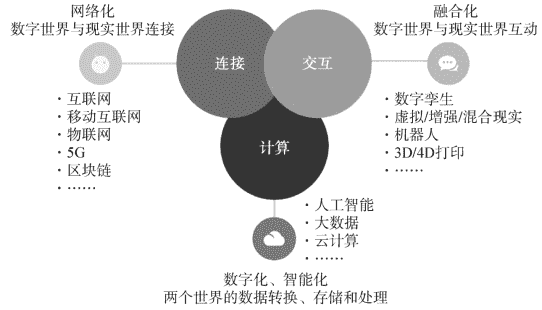 网络化
数字世界与现实世界连接
融合化
数字世界与现实世界互动
连接
交互
计算
· 互联网
· 移动互联网
· 物联网
· 5G
· 区块链
· ……
· 数字孪生
· 虚拟/增强/混合现实
· 机器人
· 3D/4D打印
· ……
· 人工智能
· 大数据
· 云计算
· ……
数字化、智能化
两个世界的数据转换、存储和处理